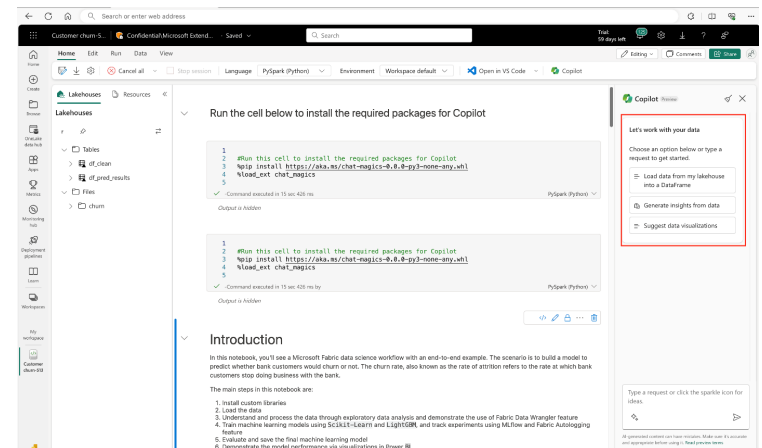 Search or enter web address
Customer churn-S...
Confidential\Microsoft Extend...
Saved
Search
Trial:
59 days left
Home
Edit
Run
Data
View
Editing
Comments
Share
Cancel all
Stop session
Language
PySpark (Python)
Environment
Workspace default
Open in VS Code
Copilot
Home
Create
Browse
OneLake
data hub
Apps
Metrics
Monitoring
hub
Deployment
pipelines
Learn
Workspaces
My
workspace
Customer
churn-S13
Lakehouses
Resources
Lakehouses
Tables
df_clean
df_pred_results
Files
churn
Run the cell below to install the required packages for Copilot
1
2 #Run this cell to install the required packages for Copilot
3 %pip install https://aka.ms/chat-magics-0.0.0-py3-none-any.whl
4 %load_ext chat_magics
5
-Command executed in 15 sec 426 ms
PySpark (Python)
Output is hidden
1
2 #Run this cell to install the required packages for Copilot
3 %pip install https://aka.ms/chat-magics-0.0.0-py3-none-any.whl
4 %load_ext chat_magics
5
-Command executed in 15 sec 426 ms by
PySpark (Python)
Output is hidden
Introduction
In this notebook, you'll see a Microsoft Fabric data science workflow with an end-to-end example. The scenario is to build a model to
predict whether bank customers would churn or not. The churn rate, also known as the rate of attrition refers to the rate at which bank
customers stop doing business with the bank.
The main steps in this notebook are:
1. Install custom libraries
2. Load the data
3. Understand and process the data through exploratory data analysis and demonstrate the use of Fabric Data Wrangler feature
4. Train machine learning models using Scikit-Learn and LightGBM, and track experiments using MLflow and Fabric Autologging
feature
5. Evaluate and save the final machine learning model
6. Demonstrate the model performance via visualizations in Power BI
Copilot
Preview
Let's work with your data
Choose an option below or type a
request to get started.
Load data from my lakehouse
into a DataFrame
Generate insights from data
Suggest data visualizations
Type a request or click the sparkle icon for
ideas.
AI generated content can have mistakes. Make sure it's accurate
and appropriate before using it. Read preview terms